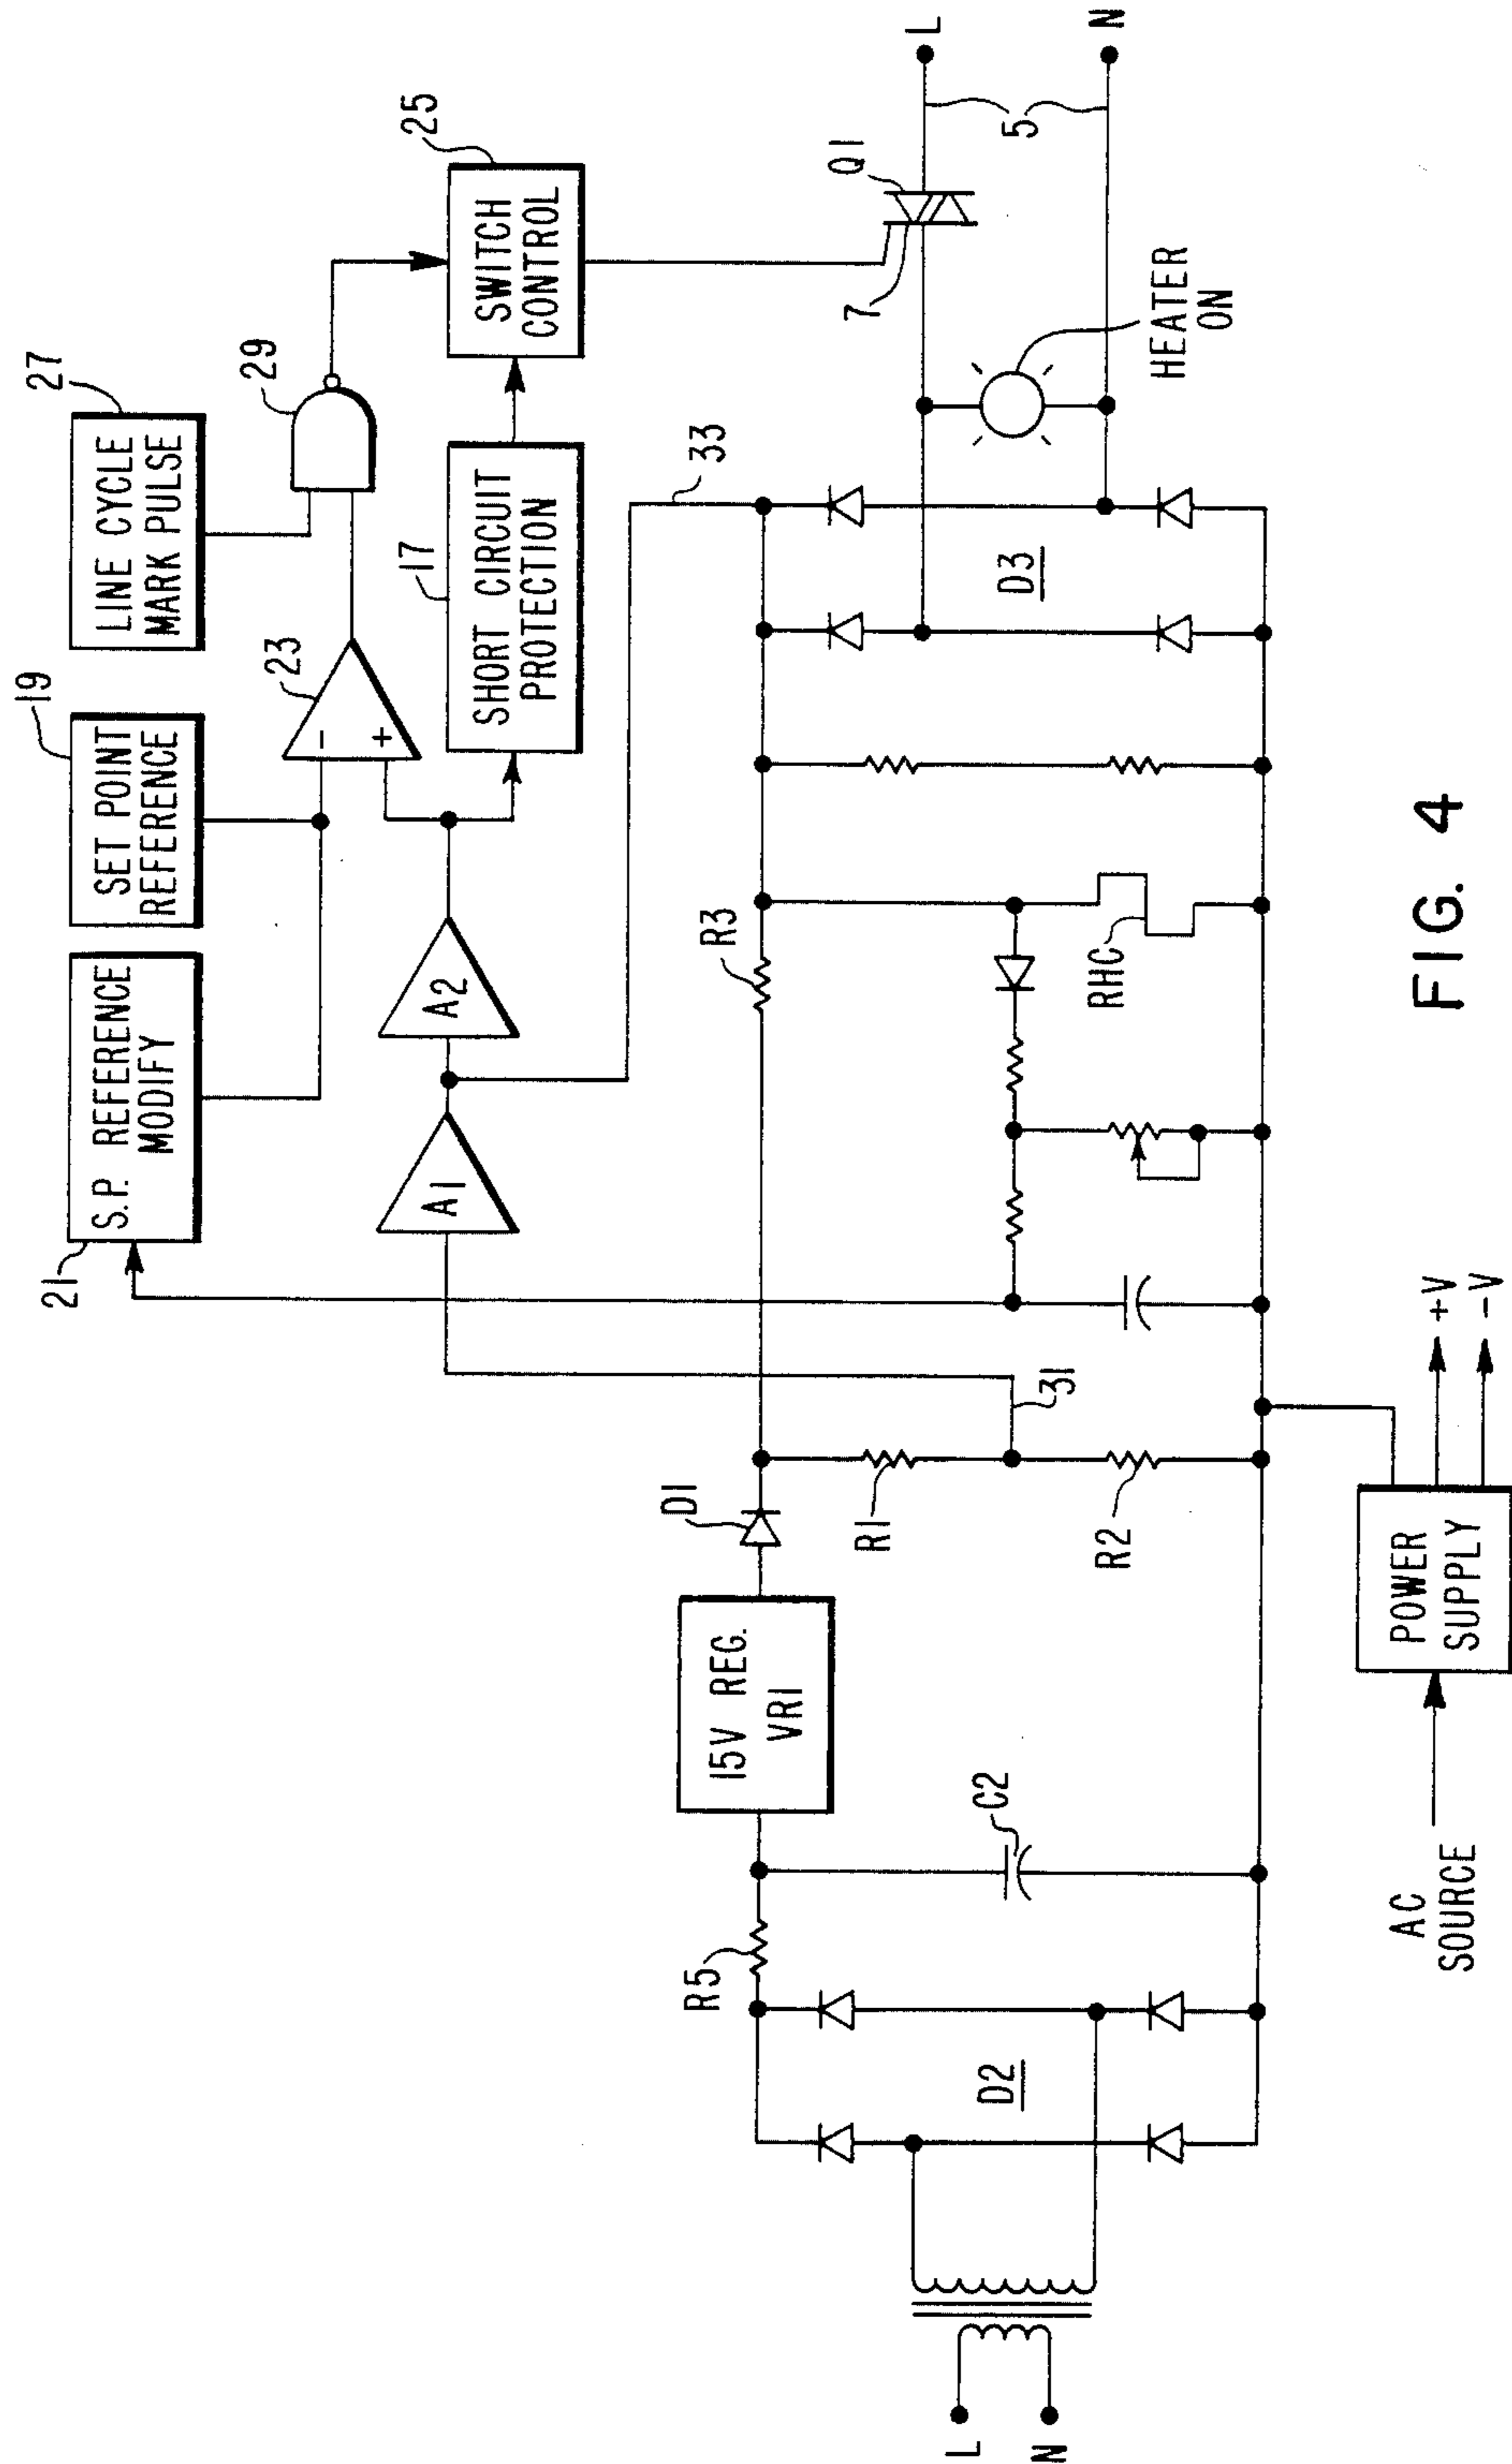 21
S.P. REFERENCE
MODIFY
19
SET POINT
REFERENCE
27
LINE CYCLE
MARK PULSE
29
23
-
+
A1
A2
17
SHORT CIRCUIT
PROTECTION
25
SWITCH
CONTROL
33
R5
15V REG.
VR1
D1
R3
Q1
7
L
5
N
D2
C2
R1
31
R2
RHC
D3
HEATER
ON
L
N
AC
SOURCE
POWER
SUPPLY
+V
-V
FIG. 4